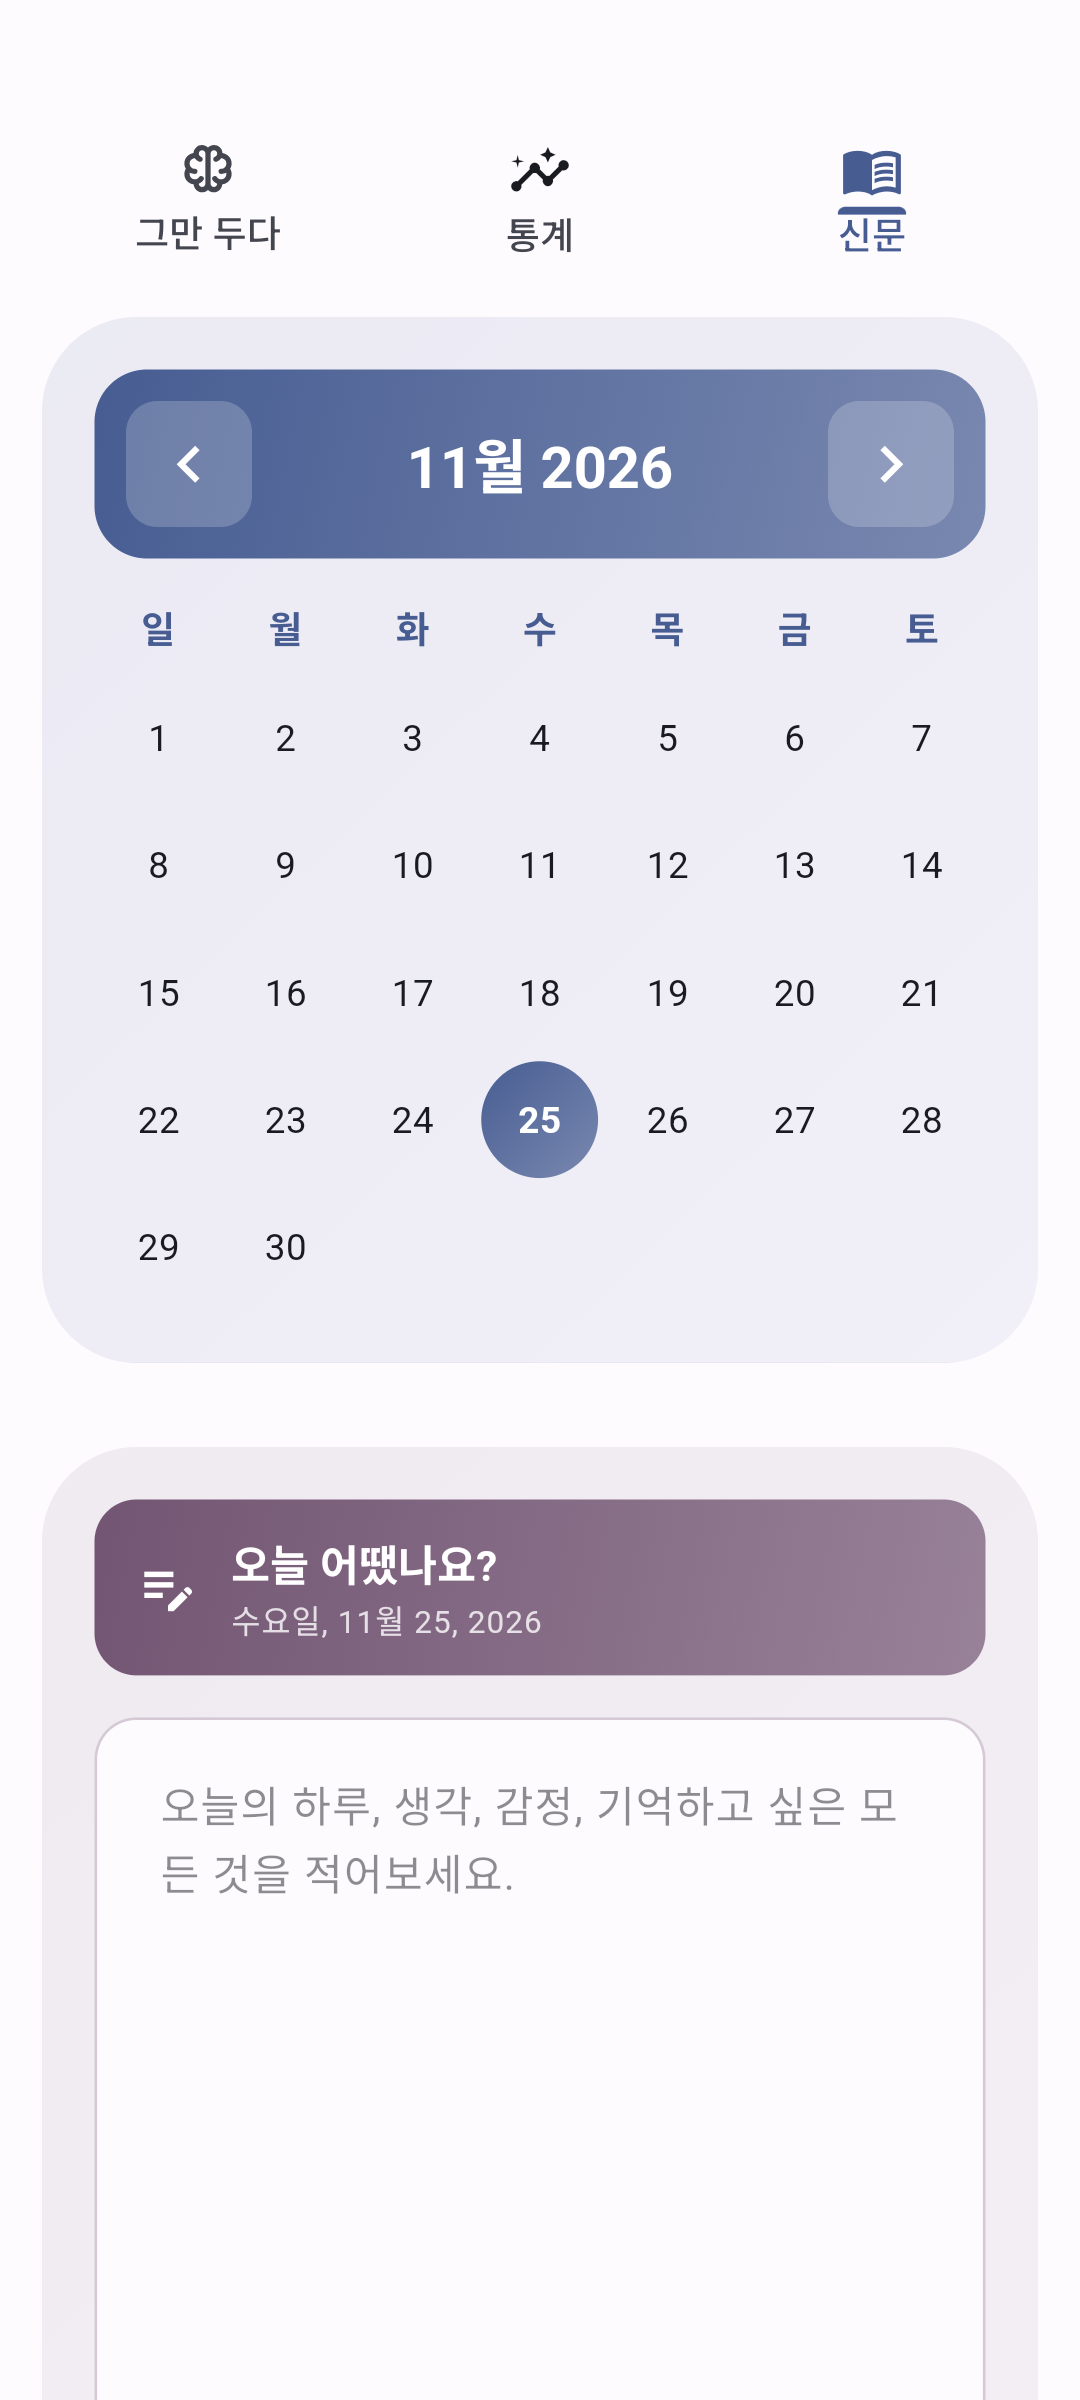 그만 두다
통계
신문
11월 2026
일 월 화 수 목 금 토
1 2 3 4 5 6 7
8 9 10 11 12 13 14
15 16 17 18 19 20 21
22 23 24 25 26 27 28
29 30
오늘 어땠나요?
수요일, 11월 25, 2026
오늘의 하루, 생각, 감정, 기억하고 싶은 모
든 것을 적어보세요.